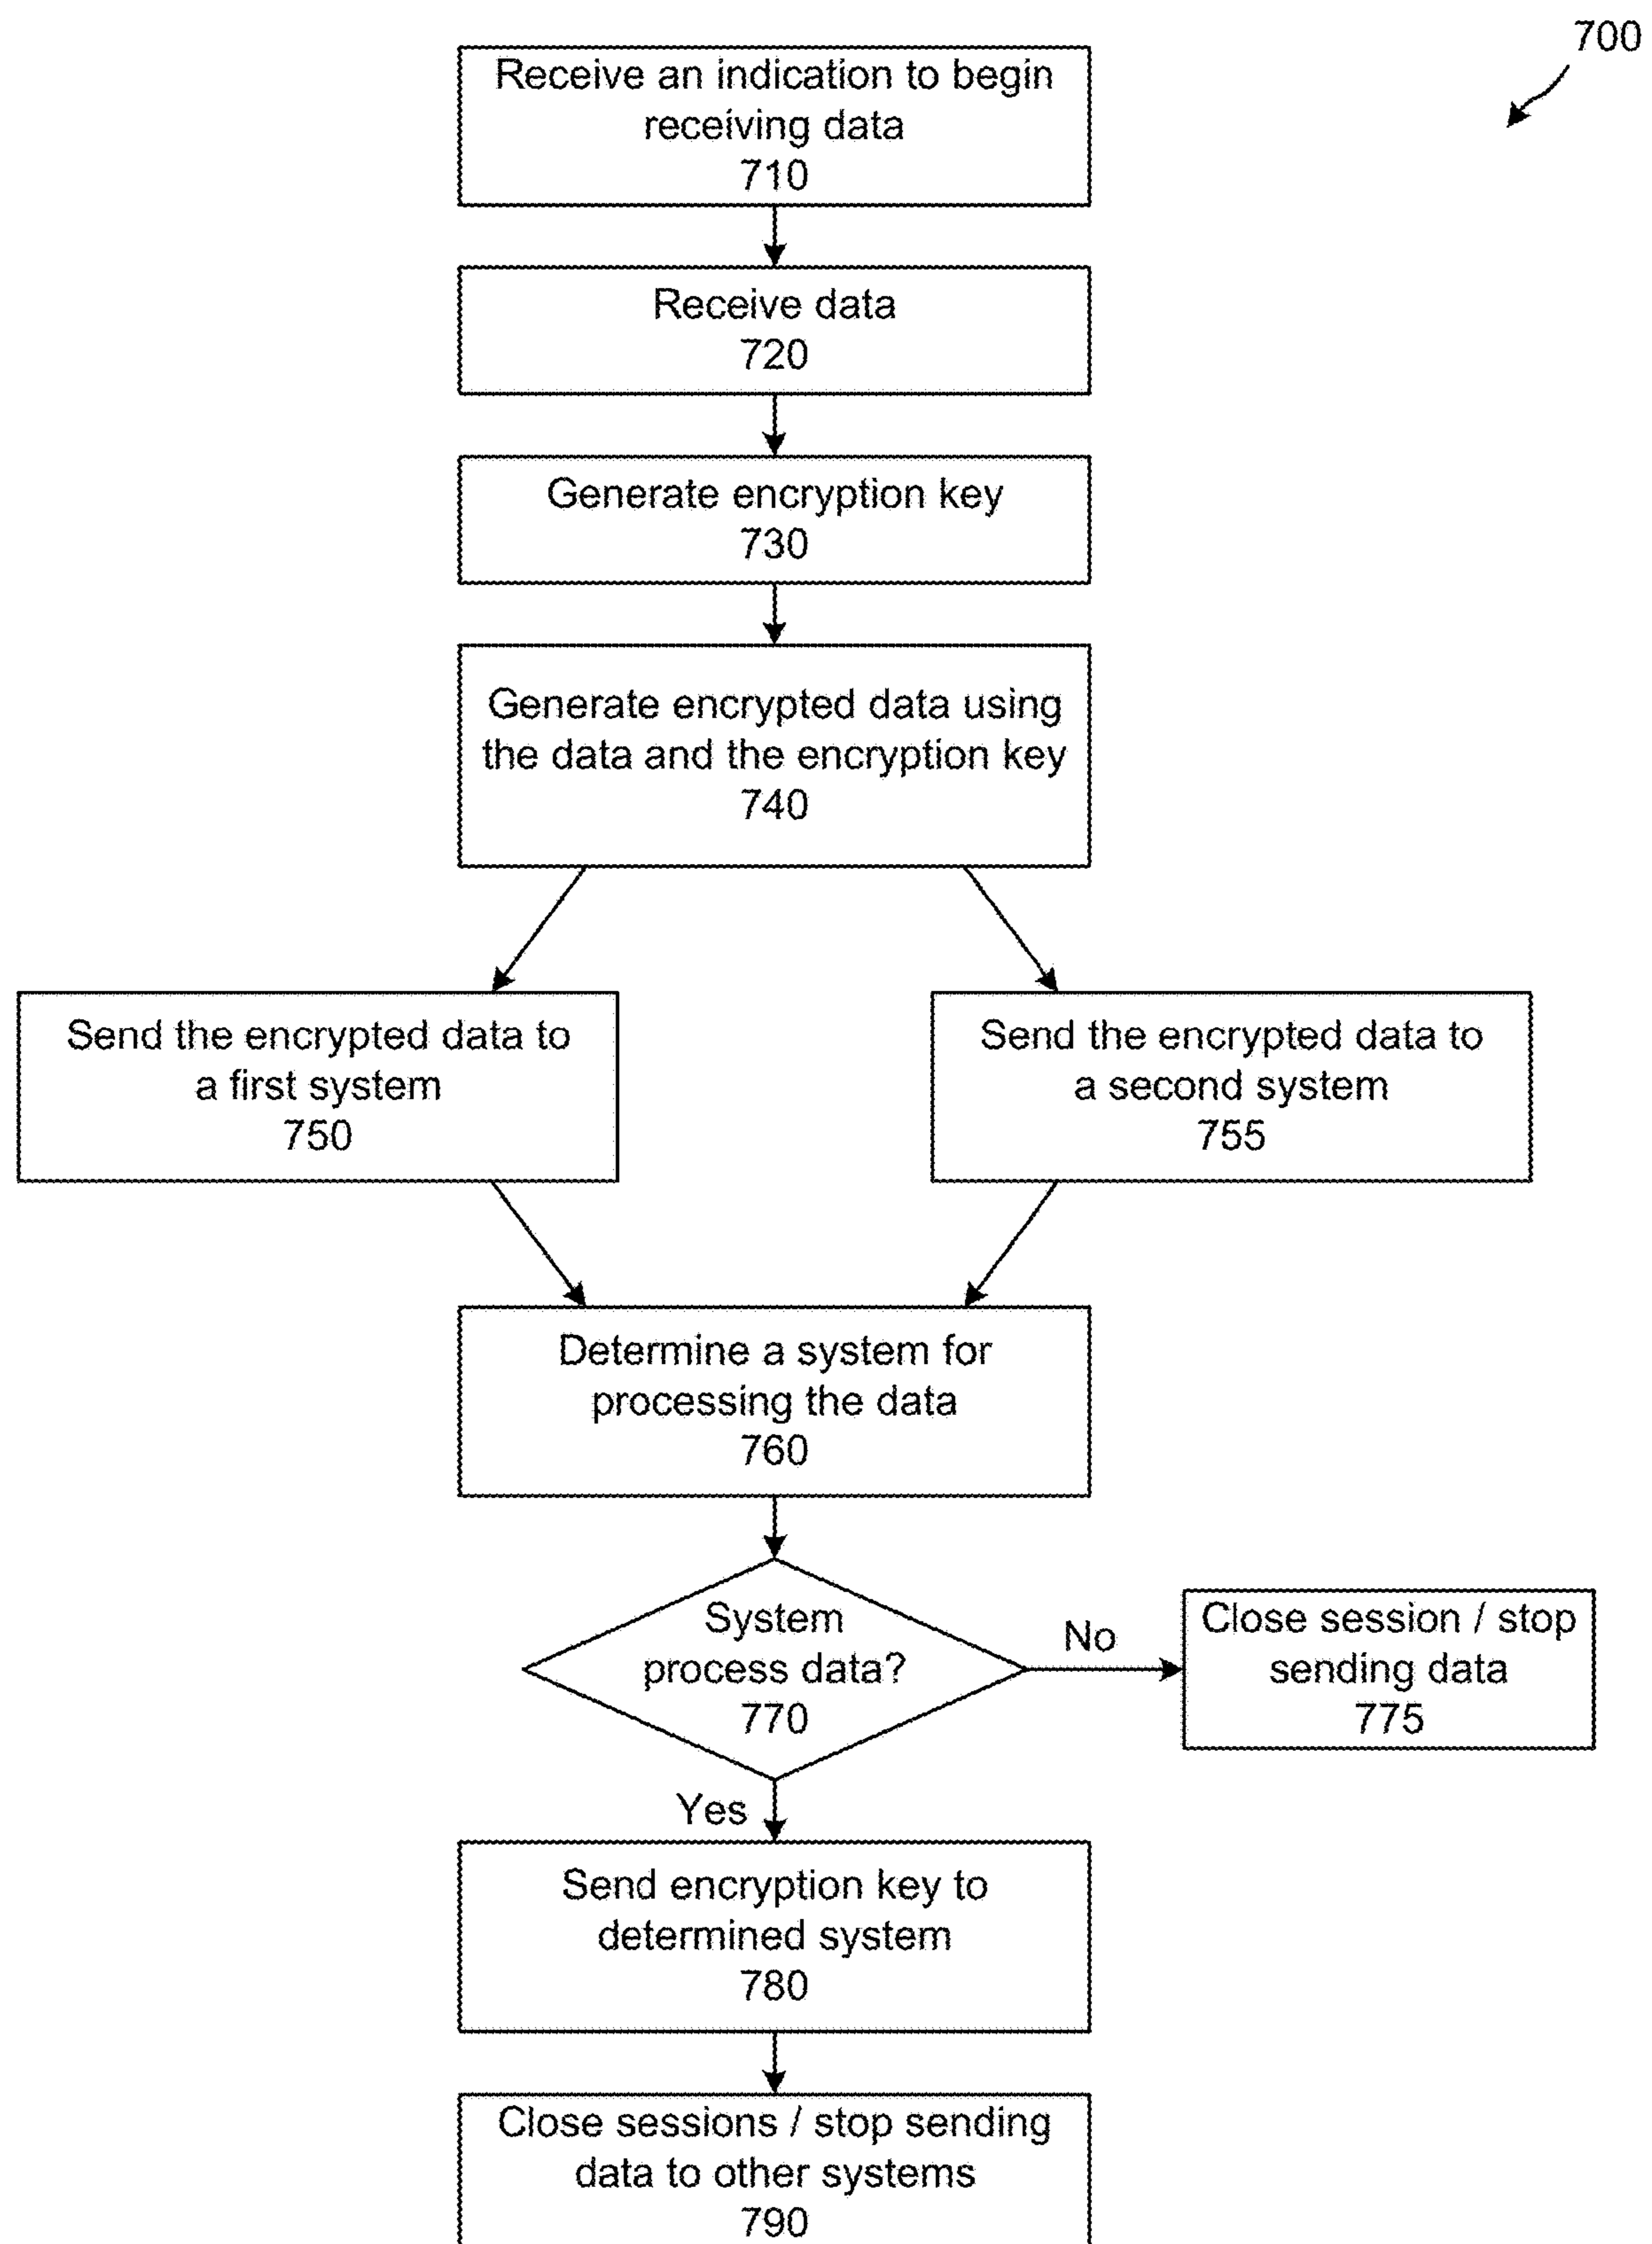 700
Receive an indication to begin
receiving data
710
Receive data
720
Generate encryption key
730
Generate encrypted data using
the data and the encryption key
740
Send the encrypted data to
a first system
750
Send the encrypted data to
a second system
755
Determine a system for
processing the data
760
System
process data?
770
No
Close session / stop
sending data
775
Yes
Send encryption key to
determined system
780
Close sessions / stop sending
data to other systems
790